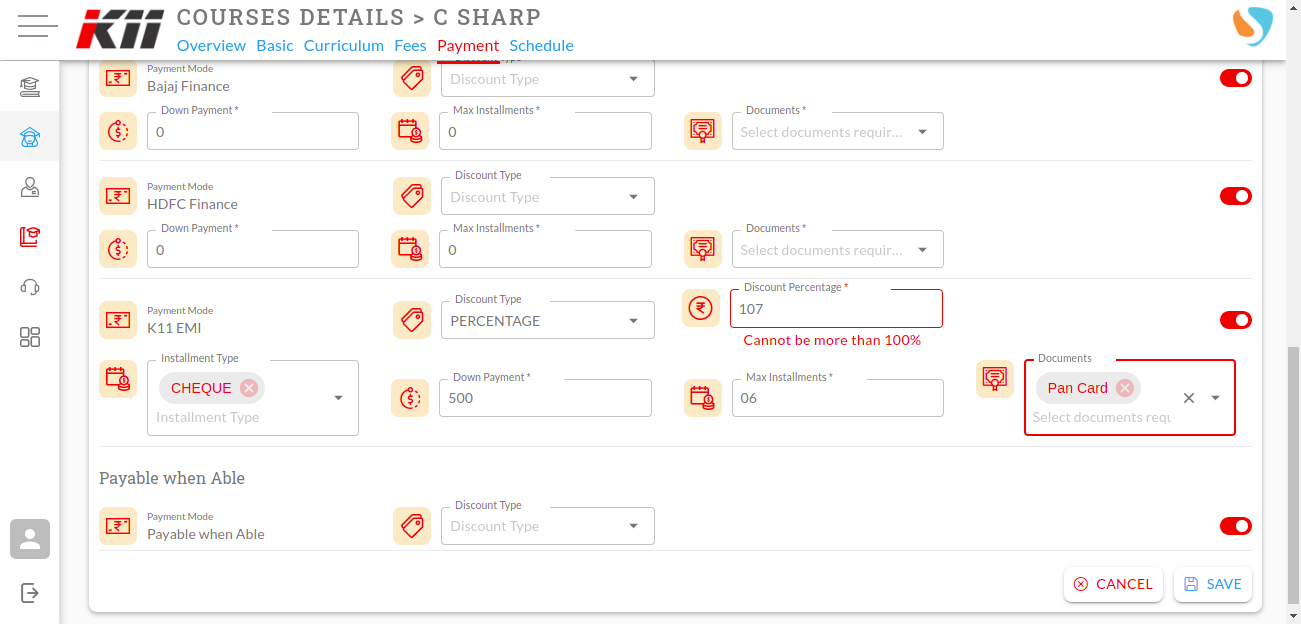 K11
COURSES DETAILS > C SHARP
Overview Basic Curriculum Fees Payment Schedule
Payment Mode
Bajaj Finance
Discount Type
Down Payment *
0
Max Installments *
0
Documents *
Select documents requir...
Payment Mode
HDFC Finance
Discount Type
Discount Type
Down Payment *
0
Max Installments *
0
Documents *
Select documents requir...
Payment Mode
K11 EMI
Discount Type
PERCENTAGE
Discount Percentage *
107
Cannot be more than 100%
Installment Type
CHEQUE
Installment Type
Down Payment *
500
Max Installments *
06
Documents
Pan Card
Select documents requ
Payable when Able
Payment Mode
Payable when Able
Discount Type
Discount Type
CANCEL
SAVE